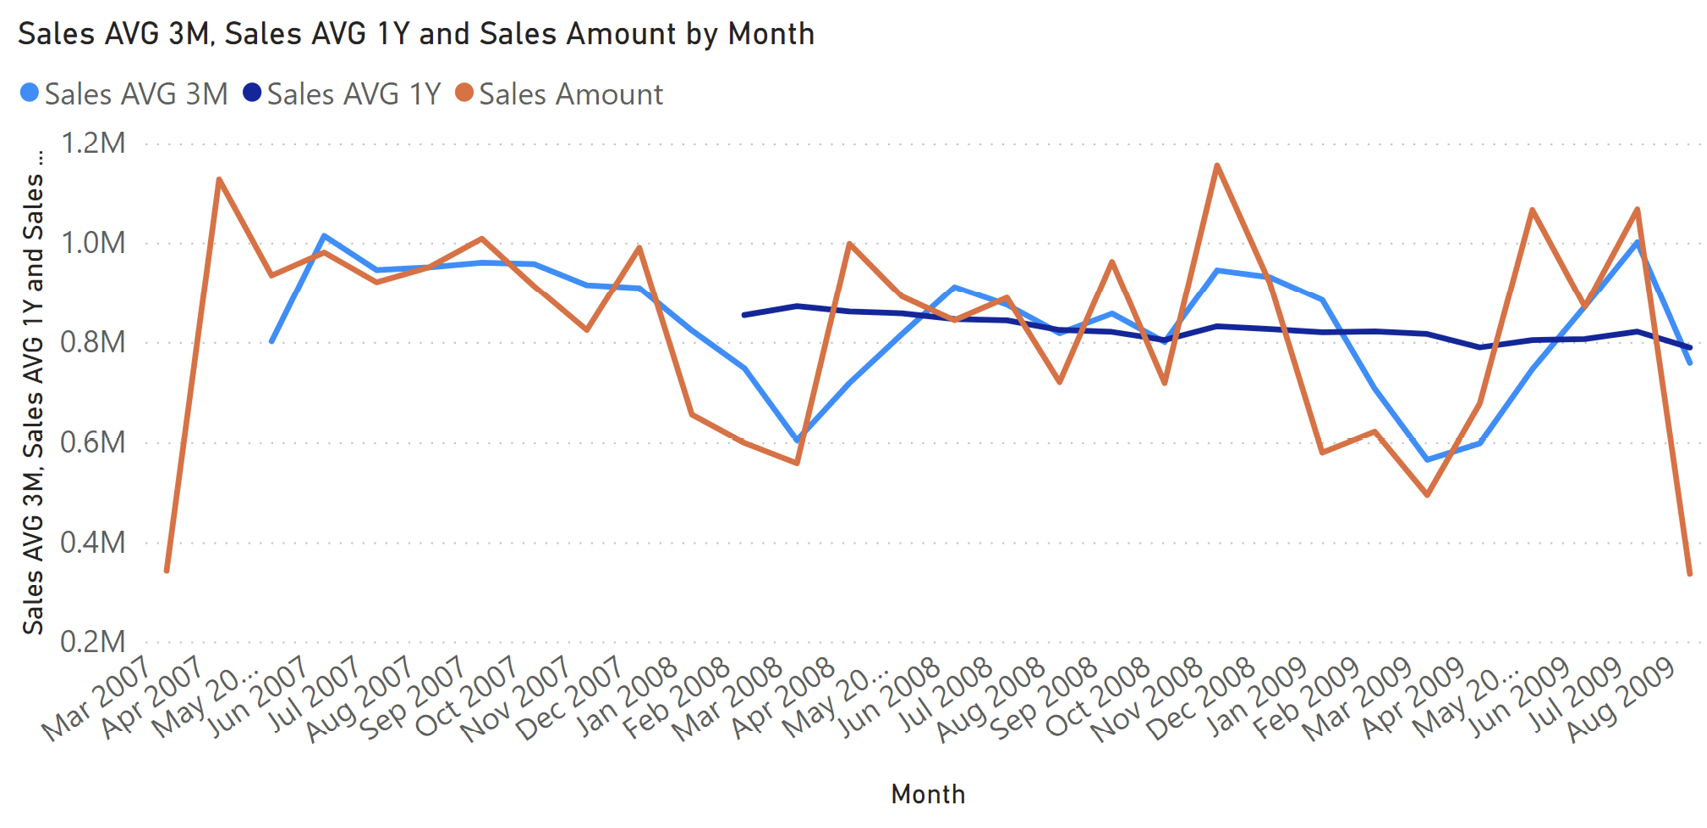 Sales AVG 3M, Sales AVG 1Y and Sales Amount by Month
Sales AVG 3M Sales AVG 1Y Sales Amount
Sales AVG 3M, Sales AVG 1Y and Sales ...
1.2M
1.0M
0.8M
0.6M
0.4M
0.2M
Mar 2007
Apr 2007
May 20...
Jun 2007
Jul 2007
Aug 2007
Sep 2007
Oct 2007
Nov 2007
Dec 2007
Jan 2008
Feb 2008
Mar 2008
Apr 2008
May 20...
Jun 2008
Jul 2008
Aug 2008
Sep 2008
Oct 2008
Nov 2008
Dec 2008
Jan 2009
Feb 2009
Mar 2009
Apr 2009
May 20...
Jun 2009
Jul 2009
Aug 2009
Month